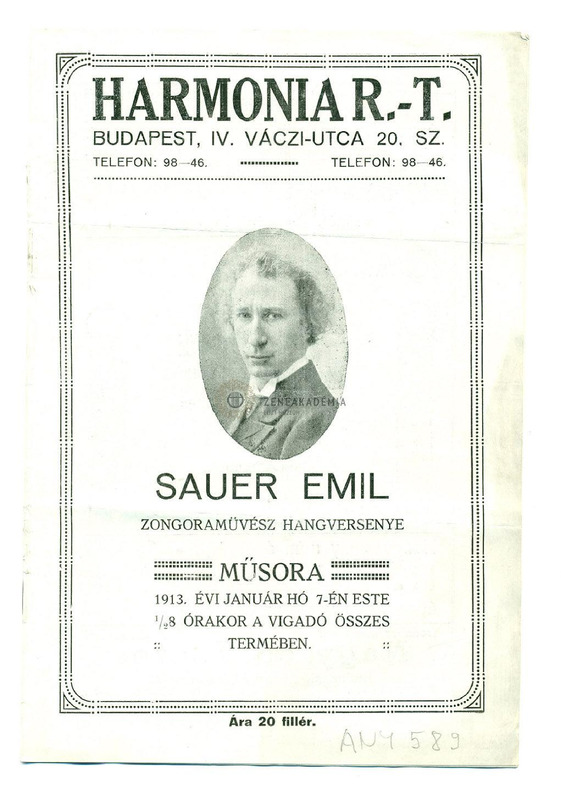 HARMONIA R.-T.
BUDAPEST, IV. VÁCZI-UTCA 20. SZ.
TELEFON: 98—46. TELEFON: 98—46.
ZENEAKADÉMIA
SAUER EMIL
ZONGORAMŰVÉSZ HANGVERSENYE
MŰSORA
1913. ÉVI JANUÁR HÓ 7-ÉN ESTE
½8 ÓRAKOR A VIGADÓ ÖSSZES
:: TERMÉBEN. ::
Ára 20 fillér.
ANY 589